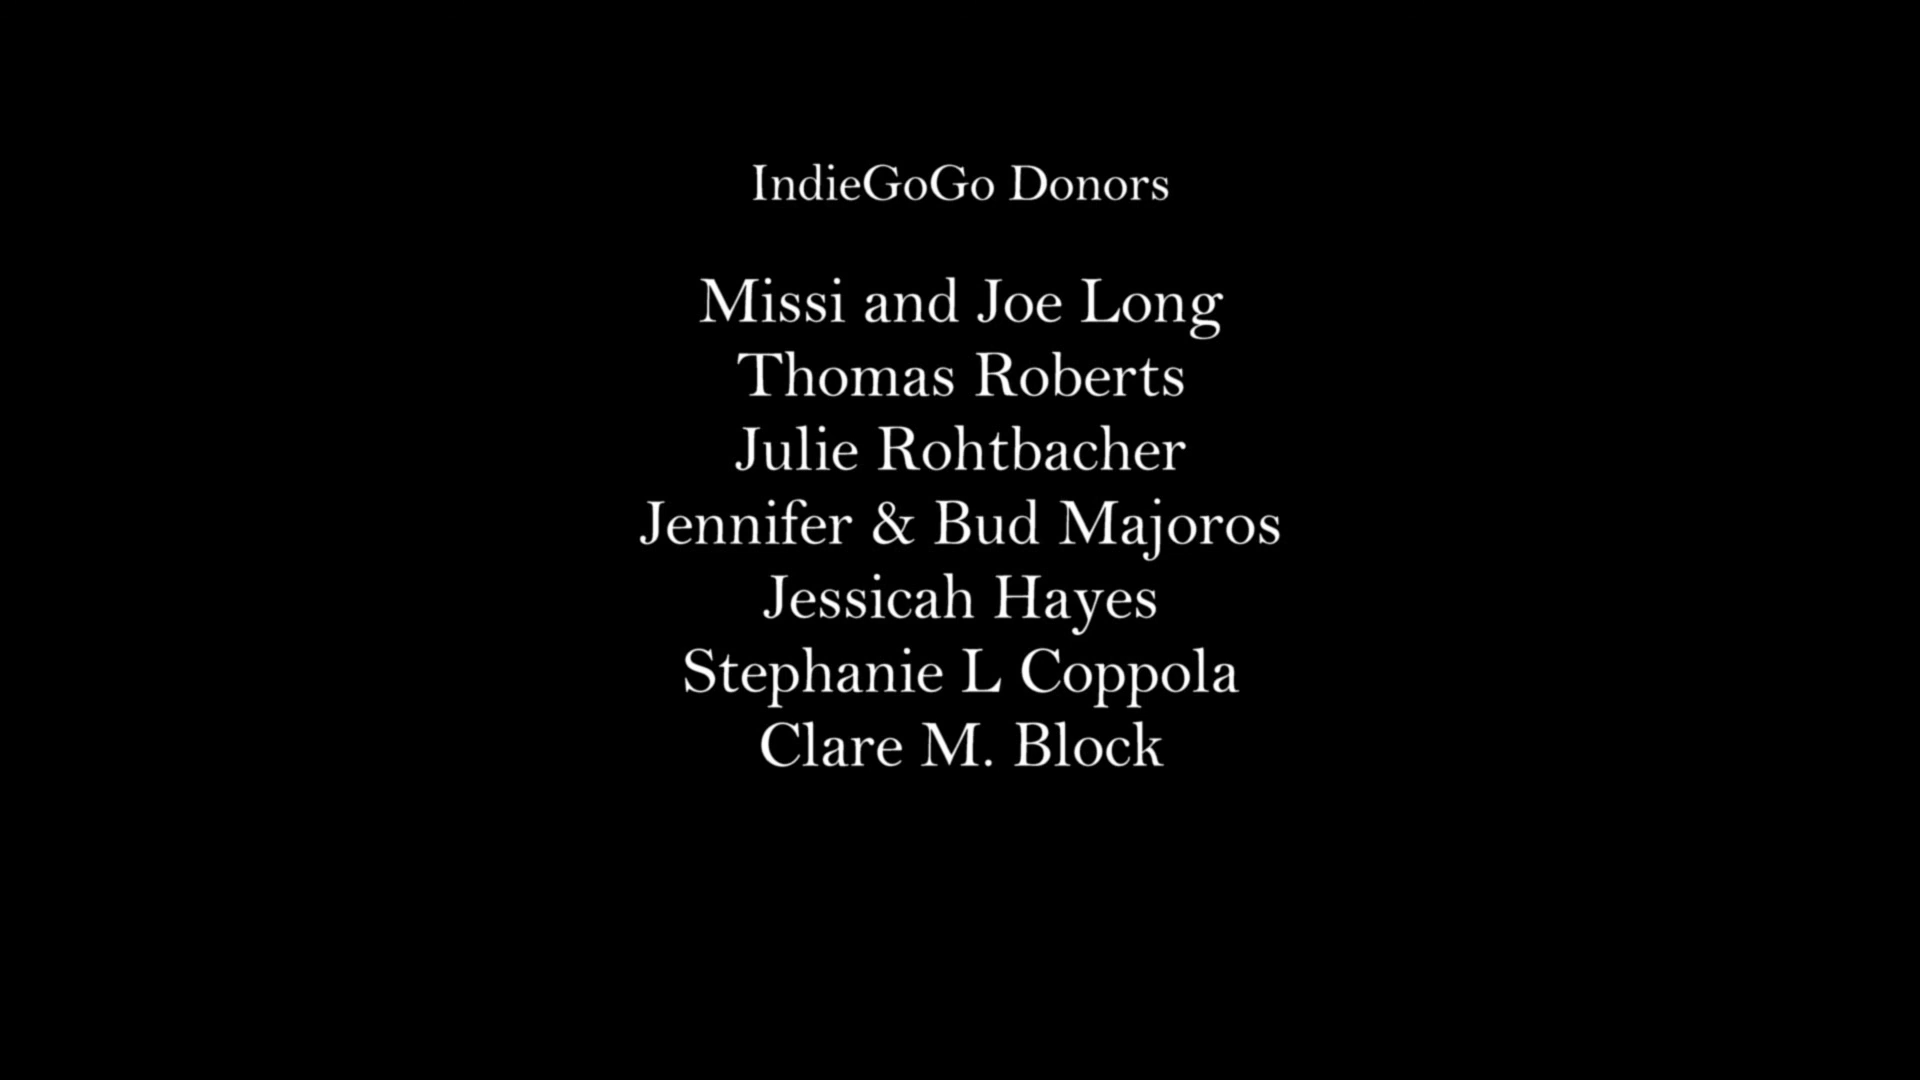 IndieGoGo Donors
Missi and Joe Long
Thomas Roberts
Julie Rohtbacher
Jennifer & Bud Majoros
Jessicah Hayes
Stephanie L Coppola
Clare M. Block